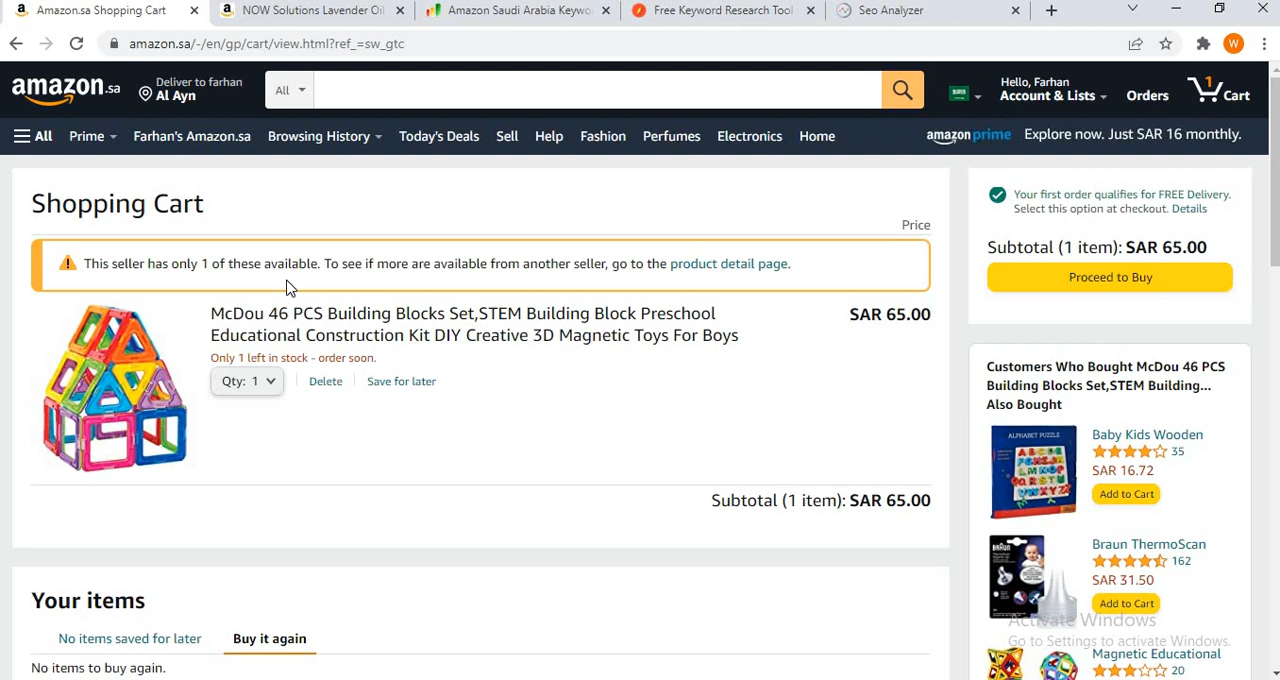 Amazon.sa Shopping Cart
NOW Solutions Lavender Oil
Amazon Saudi Arabia Keywo
Free Keyword Research Tool
Seo Analyzer
amazon.sa/-/en/gp/cart/view.html?ref_=sw_gtc
W
amazon.sa
Deliver to farhan
Al Ayn
All
Hello, Farhan
Account & Lists
Orders
1
Cart
All
Prime
Farhan's Amazon.sa
Browsing History
Today's Deals
Sell
Help
Fashion
Perfumes
Electronics
Home
amazon prime
Explore now. Just SAR 16 monthly.
Shopping Cart
Price
This seller has only 1 of these available. To see if more are available from another seller, go to the product detail page.
McDou 46 PCS Building Blocks Set,STEM Building Block Preschool
Educational Construction Kit DIY Creative 3D Magnetic Toys For Boys
SAR 65.00
Only 1 left in stock - order soon.
Qty: 1
Delete
Save for later
Subtotal (1 item): SAR 65.00
Your items
No items saved for later
Buy it again
No items to buy again.
Your first order qualifies for FREE Delivery.
Select this option at checkout. Details
Subtotal (1 item): SAR 65.00
Proceed to Buy
Customers Who Bought McDou 46 PCS
Building Blocks Set,STEM Building...
Also Bought
ALPHABET PUZZLE
Baby Kids Wooden
35
SAR 16.72
Add to Cart
BRAUN
Braun ThermoScan
162
SAR 31.50
Add to Cart
Activate Windows
Go to Settings to activate Windows.
Magnetic Educational
20